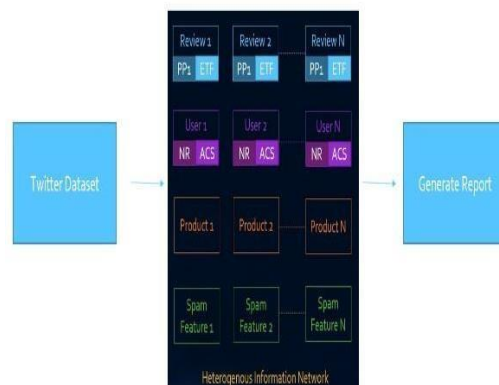 Review 1 Review 2 Review N
PP1 ETF PP1 ETF PP1 ETF
User 1 User 2 User N
NR ACS NR ACS NR ACS
Twitter Dataset
Generate Report
Product 1 Product 2 Product N
Spam Spam Spam
Feature 1 Feature 2 Feature N
Heterogenous Information Network